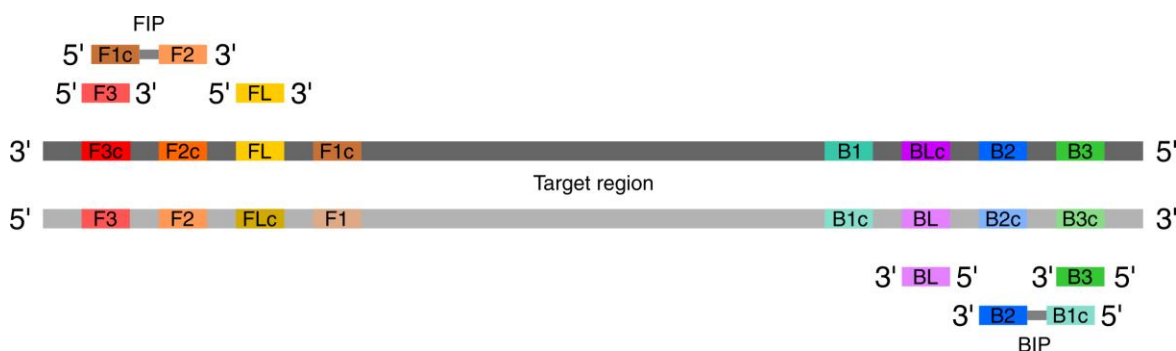 FIP
5' F1c F2 3'
5' F3 3' 5' FL 3'
3' F3c F2c FL F1c B1 BLc B2 B3 5'
Target region
5' F3 F2 FLc F1 B1c BL B2c B3c 3'
3' BL 5' 3' B3 5'
3' B2 B1c 5'
BIP